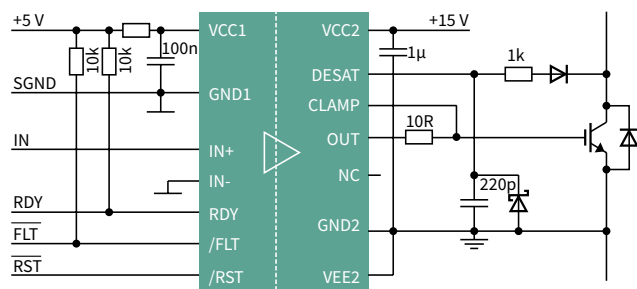 +5 V
VCC1
VCC2
+15 V
10k
10k
100n
1µ
1k
SGND
GND1
DESAT
CLAMP
10R
OUT
IN
IN+
IN-
NC
220p
RDY
RDY
FLT
/FLT
GND2
RST
/RST
VEE2